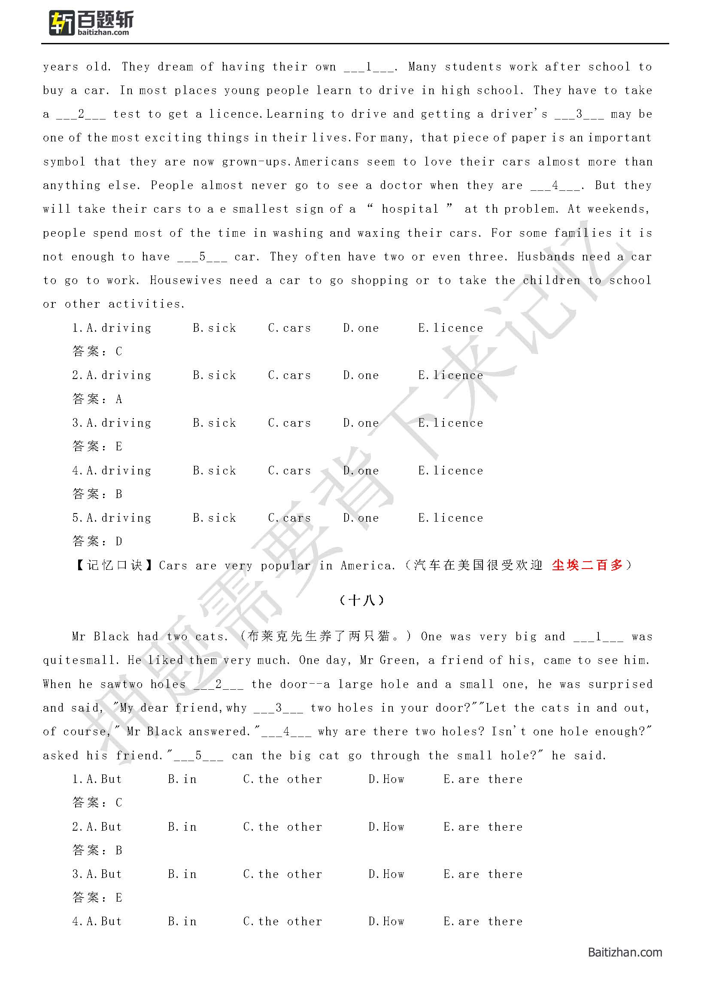 斩 百题斩
baitizhan.com
years old. They dream of having their own ___1___. Many students work after school to
buy a car. In most places young people learn to drive in high school. They have to take
a ___2___ test to get a licence.Learning to drive and getting a driver's ___3___ may be
one of the most exciting things in their lives.For many, that piece of paper is an important
symbol that they are now grown-ups.Americans seem to love their cars almost more than
anything else. People almost never go to see a doctor when they are ___4___. But they
will take their cars to a e smallest sign of a “ hospital ” at th problem. At weekends,
people spend most of the time in washing and waxing their cars. For some families it is
not enough to have ___5___ car. They often have two or even three. Husbands need a car
to go to work. Housewives need a car to go shopping or to take the children to school
or other activities.
1.A.driving B.sick C.cars D.one E.licence
答案：C
2.A.driving B.sick C.cars D.one E.licence
答案：A
3.A.driving B.sick C.cars D.one E.licence
答案：E
4.A.driving B.sick C.cars D.one E.licence
答案：B
5.A.driving B.sick C.cars D.one E.licence
答案：D
【记忆口诀】Cars are very popular in America.（汽车在美国很受欢迎 尘埃二百多）
（十八）
Mr Black had two cats. (布莱克先生养了两只猫。) One was very big and ___1___ was
quitesmall. He liked them very much. One day, Mr Green, a friend of his, came to see him.
When he sawtwo holes ___2___ the door--a large hole and a small one, he was surprised
and said, "My dear friend,why ___3___ two holes in your door?""Let the cats in and out,
of course," Mr Black answered."___4___ why are there two holes? Isn't one hole enough?"
asked his friend."___5___ can the big cat go through the small hole?" he said.
1.A.But B.in C.the other D.How E.are there
答案：C
2.A.But B.in C.the other D.How E.are there
答案：B
3.A.But B.in C.the other D.How E.are there
答案：E
4.A.But B.in C.the other D.How E.are there
押题需要背下来记忆
Baitizhan.com